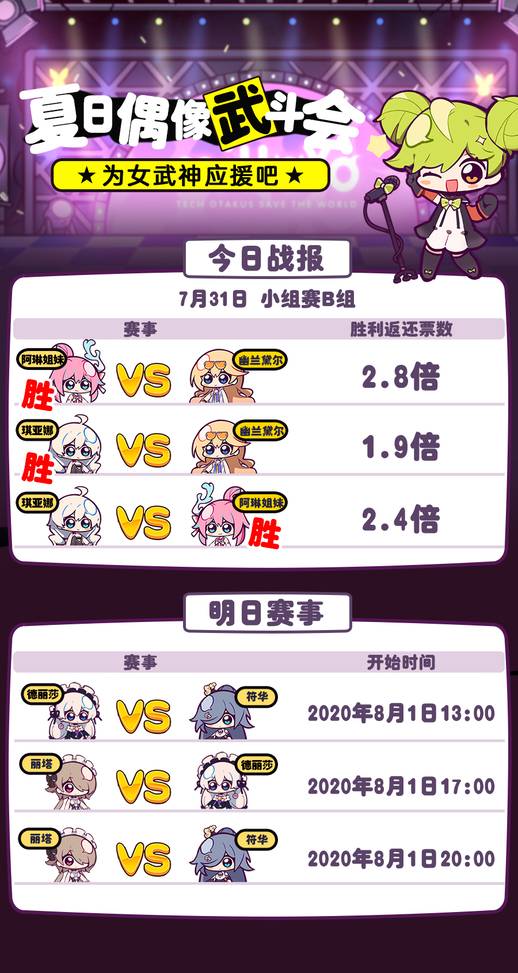 夏日偶像武斗会
★为女武神应援吧★
TECH OTAKUS SAVE THE WORLD
今日战报
7月31日 小组赛B组
赛事 胜利返还票数
阿琳姐妹 胜 VS 幽兰黛尔 2.8倍
琪亚娜 胜 VS 幽兰黛尔 1.9倍
琪亚娜 VS 阿琳姐妹 胜 2.4倍
明日赛事
赛事 开始时间
德丽莎 VS 符华 2020年8月1日13:00
丽塔 VS 德丽莎 2020年8月1日17:00
丽塔 VS 符华 2020年8月1日20:00